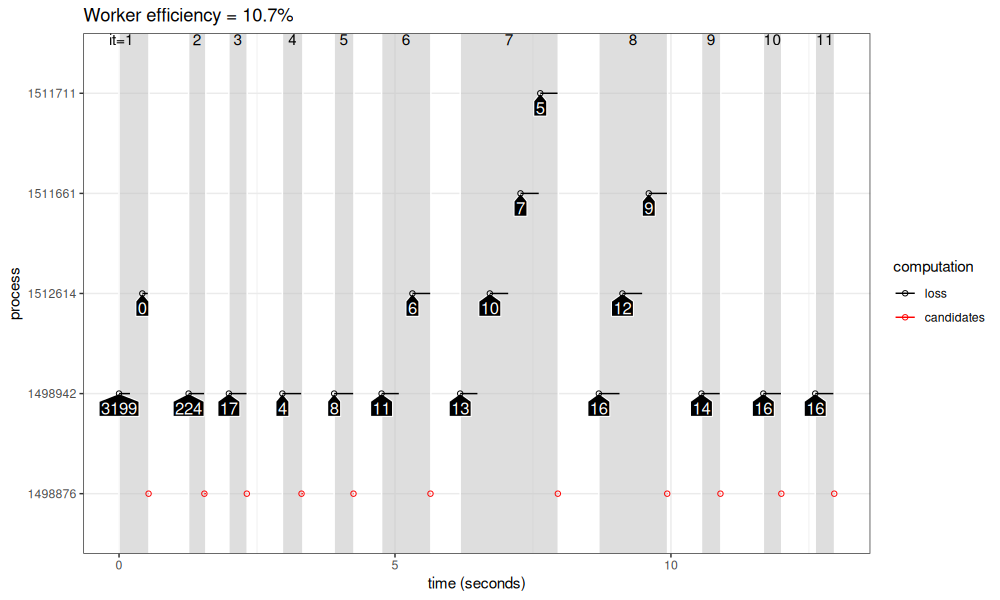 Worker efficiency = 10.7%
it=1 2 3 4 5 6 7 8 9 10 11
1511711
5
1511661
7 9
1512614
0 6 10 12
1498942
3199 224 17 4 8 11 13 16 14 16 16
1498876
0 5 10
time (seconds)
process
computation
loss
candidates